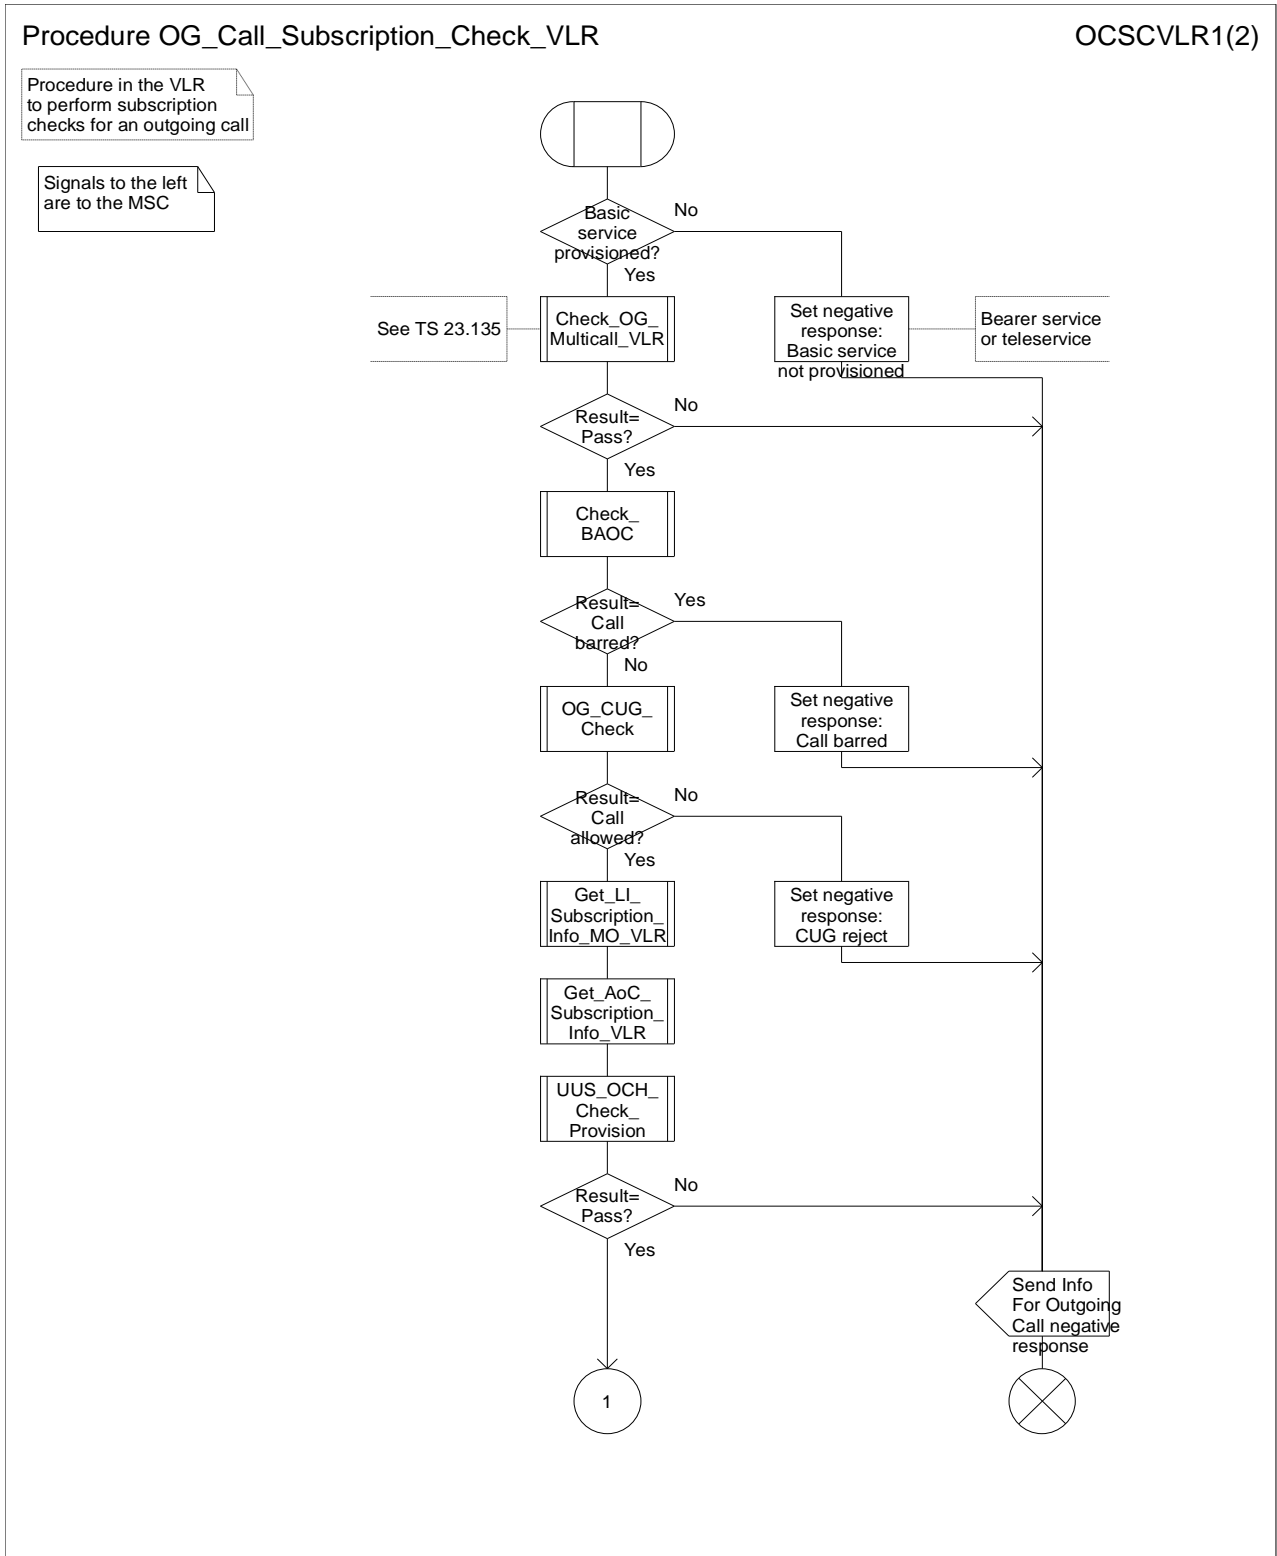 Procedure OG_Call_Subscription_Check_VLR
OCSCVLR1(2)
Procedure in the VLR
to perform subscription
checks for an outgoing call
Signals to the left
are to the MSC
Basic
service
provisioned?
No
Yes
See TS 23.135
Check_OG_
Multicall_VLR
Set negative
response:
Basic service
not provisioned
Bearer service
or teleservice
Result=
Pass?
No
Yes
Check_
BAOC
Result=
Call
barred?
Yes
No
OG_CUG_
Check
Set negative
response:
Call barred
Result=
Call
allowed?
No
Yes
Get_LI_
Subscription_
Info_MO_VLR
Set negative
response:
CUG reject
Get_AoC_
Subscription_
Info_VLR
UUS_OCH_
Check_
Provision
Result=
Pass?
No
Yes
Send Info
For Outgoing
Call negative
response
1